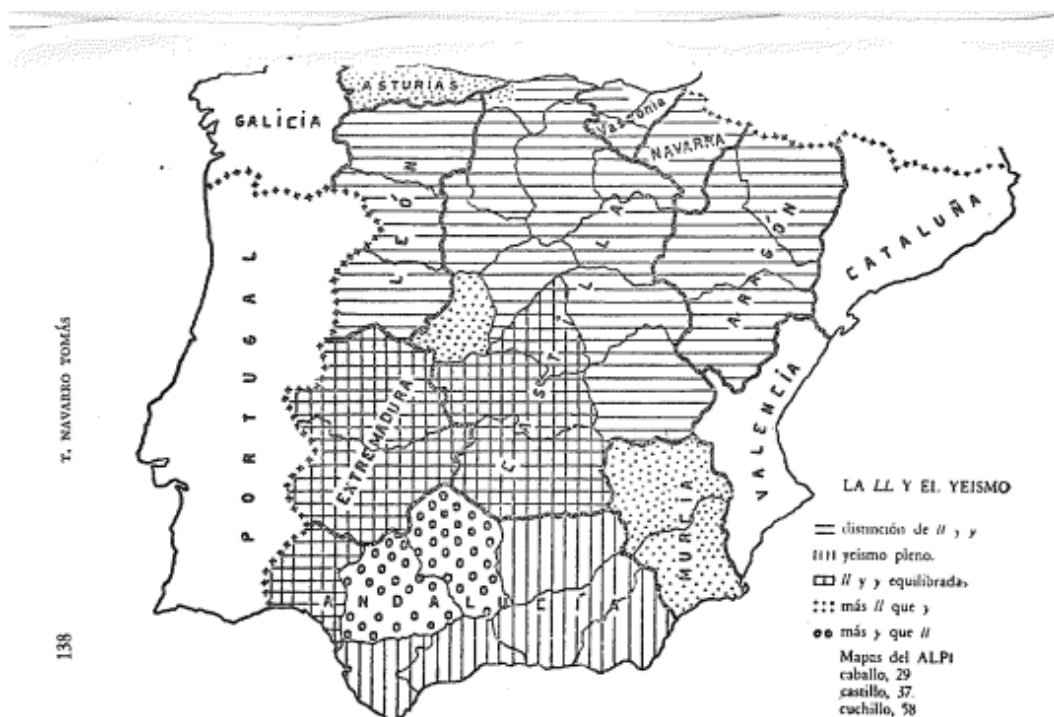 ASTURIAS
GALICIA
Vasconia
NAVARRA
LEÓN
CASTILLA
ARAGÓN
CATALUÑA
PORTUGAL
EXTREMADURA
VALENCÍA
MURCIA
ANDALUCÍA
T. NAVARRO TOMÁS
138
LA LL Y EL YEISMO
distinción de ll y y
yeismo pleno.
ll y y equilibradas
más ll que y
más y que ll
Mapas del ALPI
caballo, 29
castillo, 37.
cuchillo, 58